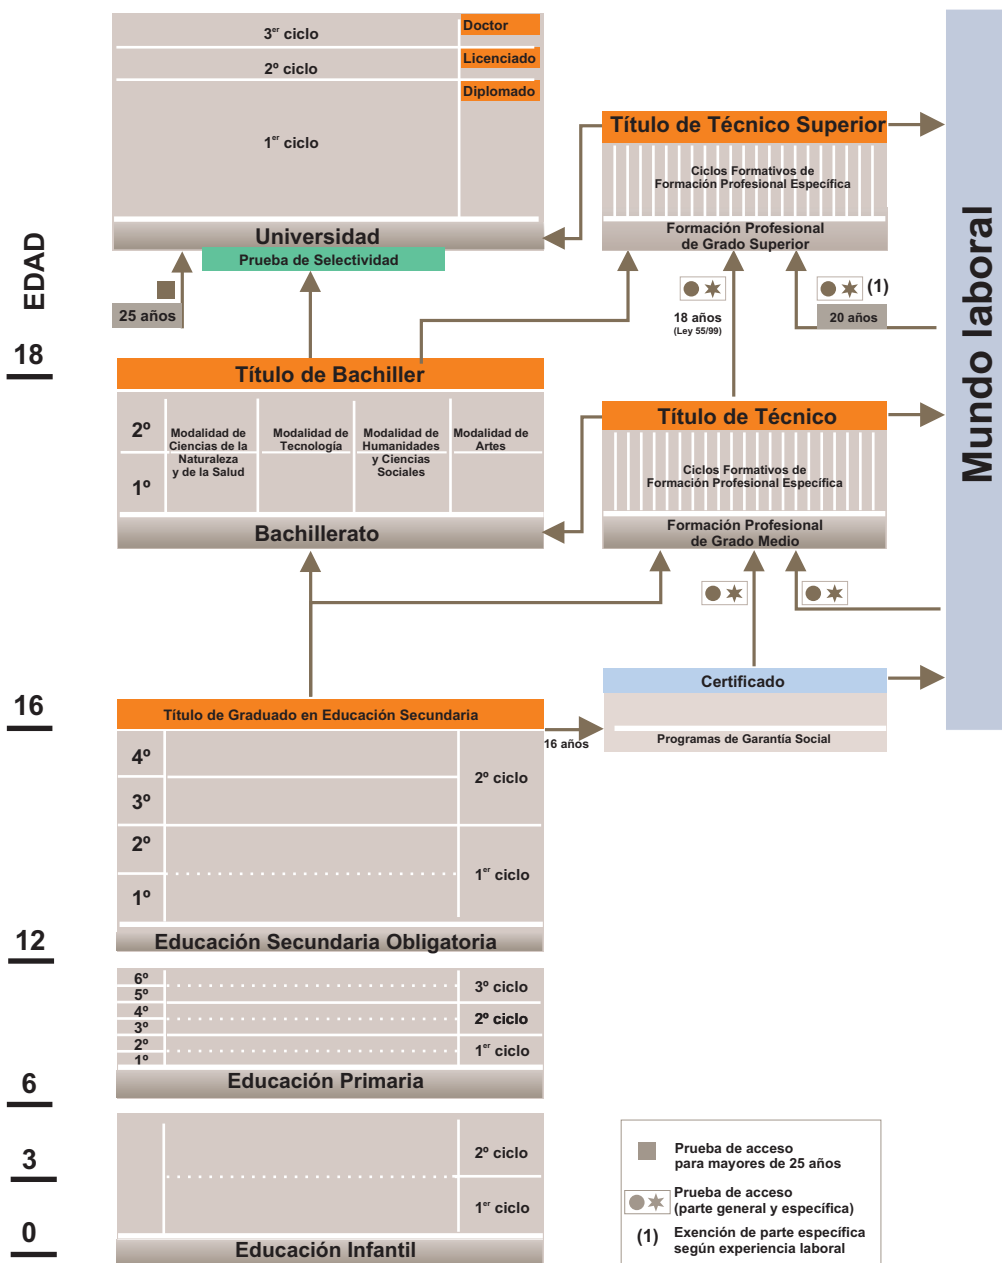 3er ciclo
Doctor
2º ciclo
Licenciado
Diplomado
1er ciclo
Universidad
Prueba de Selectividad
25 años
Título de Técnico Superior
Ciclos Formativos de
Formación Profesional Específica
Formación Profesional
de Grado Superior
18 años
(Ley 55/99)
(1)
20 años
Mundo laboral
EDAD
18
Título de Bachiller
2º
1º
Modalidad de
Ciencias de la
Naturaleza
y de la Salud
Modalidad de
Tecnología
Modalidad de
Humanidades
y Ciencias
Sociales
Modalidad de
Artes
Bachillerato
Título de Técnico
Ciclos Formativos de
Formación Profesional Específica
Formación Profesional
de Grado Medio
16
Título de Graduado en Educación Secundaria
16 años
Certificado
Programas de Garantía Social
4º
3º
2º ciclo
2º
1º
1er ciclo
Educación Secundaria Obligatoria
12
6º
5º
3º ciclo
4º
3º
2º ciclo
2º
1º
1er ciclo
Educación Primaria
6
2º ciclo
3
1er ciclo
0
Educación Infantil
Prueba de acceso
para mayores de 25 años
Prueba de acceso
(parte general y específica)
(1) Exención de parte específica
según experiencia laboral